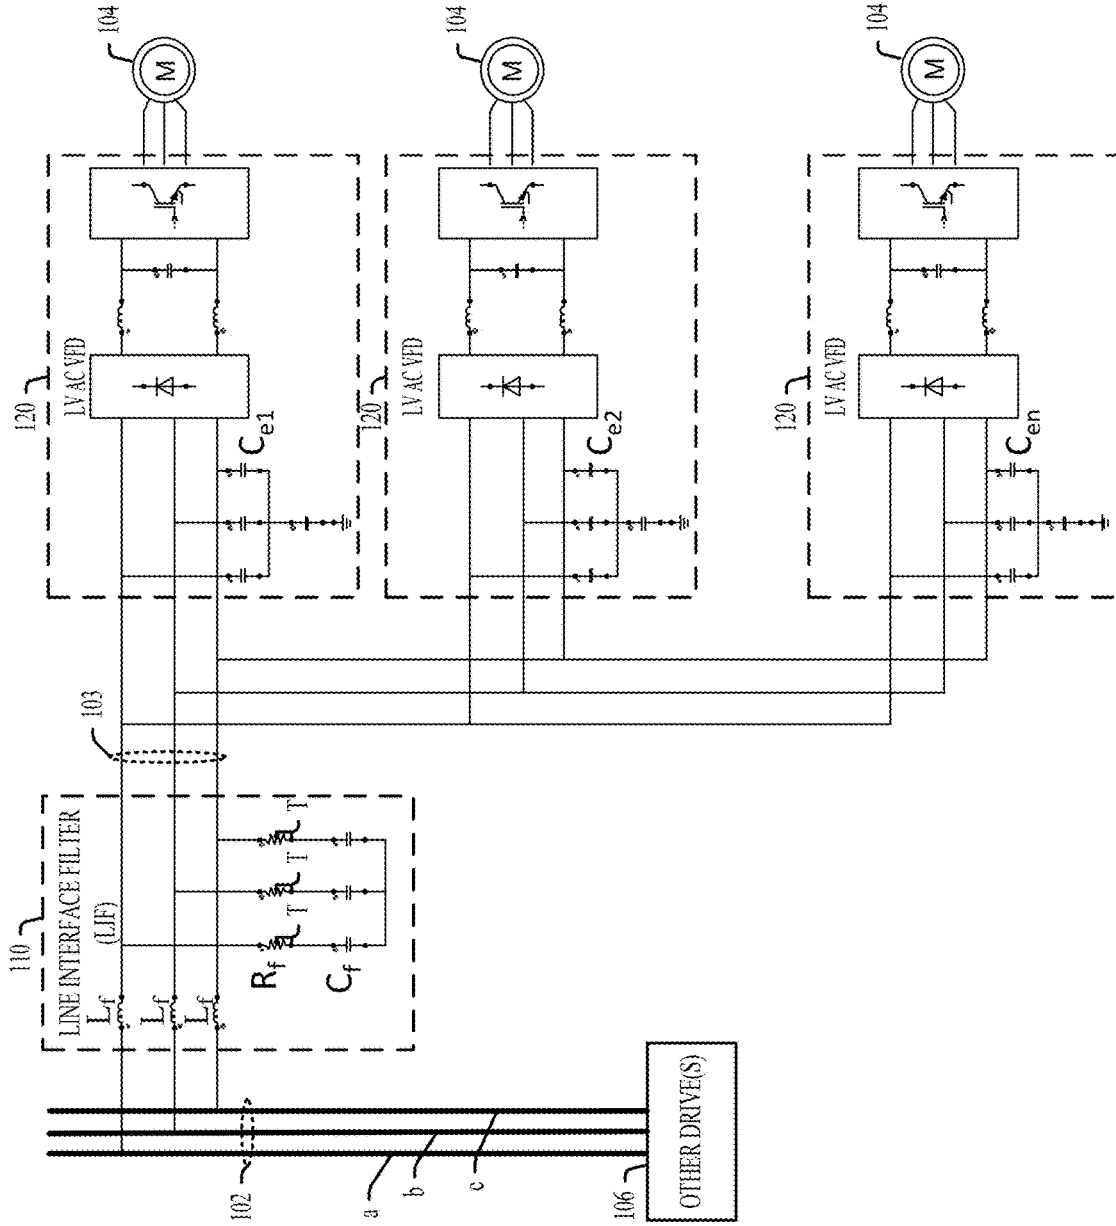 104
M
120
LV AC VFD
Ce1
104
M
120
LV AC VFD
Ce2
104
M
120
LV AC VFD
Cen
103
110
LINE INTERFACE FILTER
(LIF)
Lf
Lf
Lf
T
T
T
Rf
Cf
102
a
b
c
106
OTHER DRIVE(S)